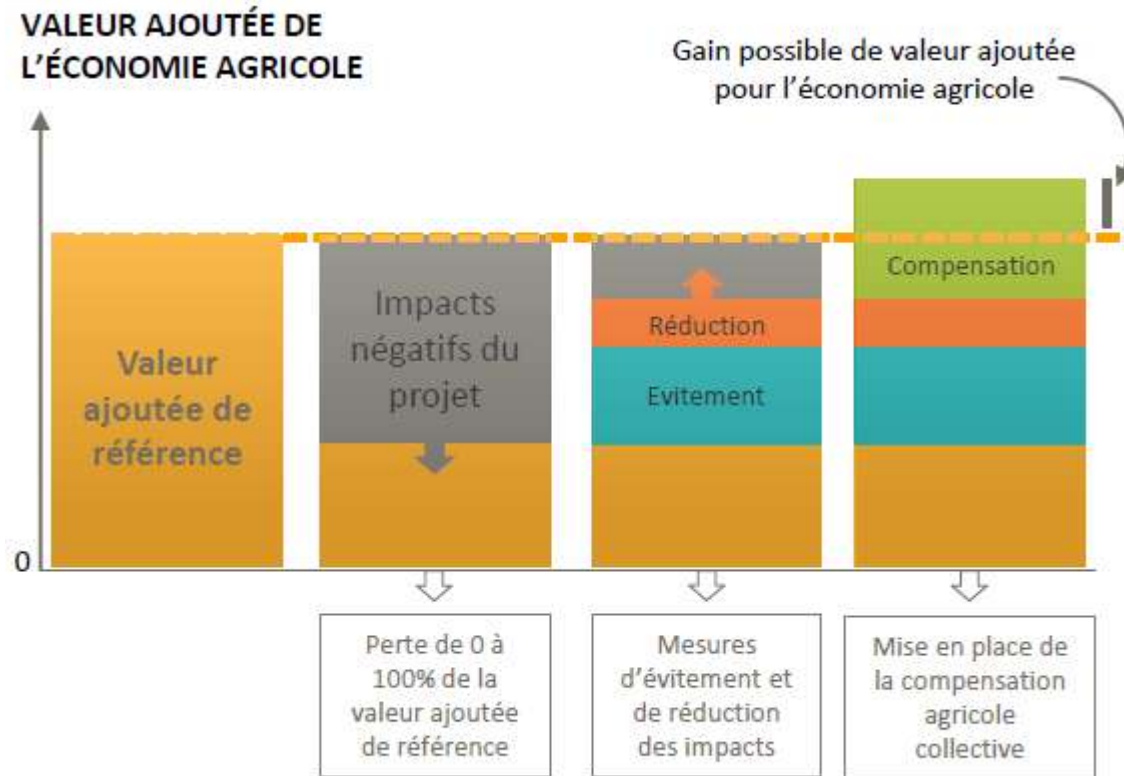 VALEUR AJOUTÉE DE
L'ÉCONOMIE AGRICOLE
Gain possible de valeur ajoutée
pour l'économie agricole
Valeur
ajoutée de
référence
Impacts
négatifs du
projet
Réduction
Evitement
Compensation
0
Perte de 0 à
100% de la
valeur ajoutée
de référence
Mesures
d'évitement et
de réduction
des impacts
Mise en place de
la compensation
agricole
collective